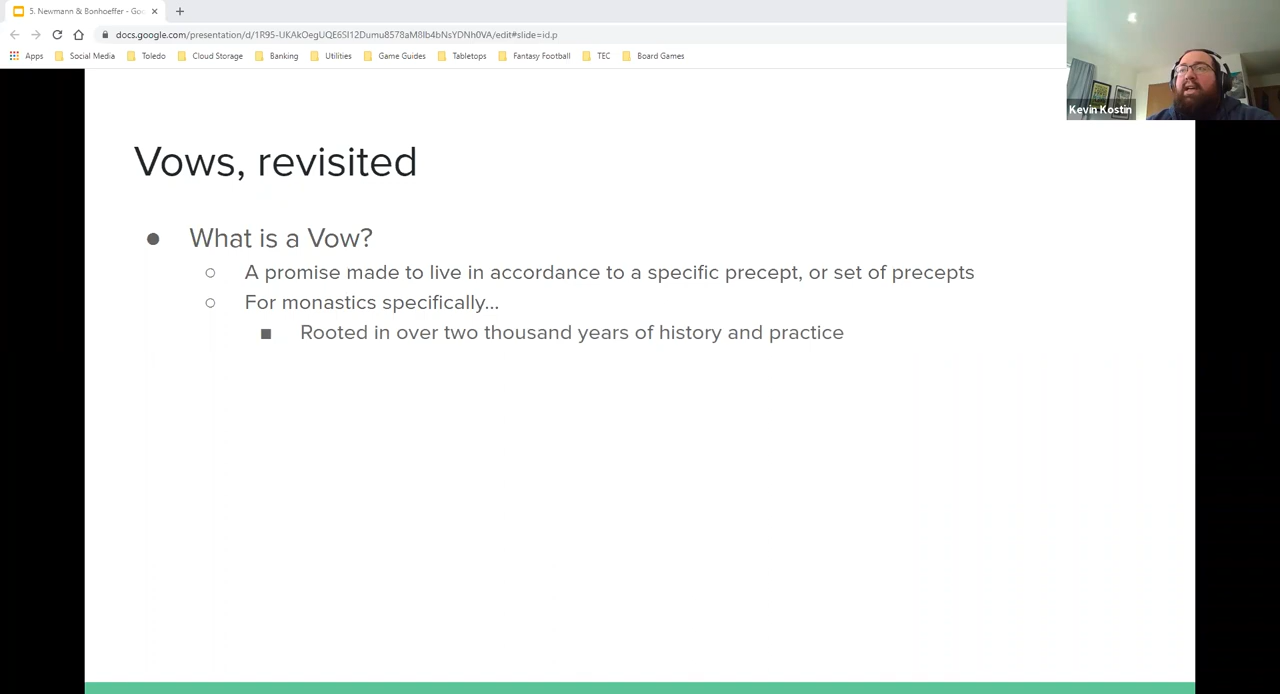 5. Newmann & Bonhoeffer - Goo
docs.google.com/presentation/d/1R95-UKAkOegUQE6SI12Dumu8578aM8Ib4bNsYDNh0VA/edit#slide=id.p
Apps Social Media Toledo Cloud Storage Banking Utilities Game Guides Tabletops Fantasy Football TEC Board Games
Kevin Kostin
Vows, revisited
● What is a Vow?
○ A promise made to live in accordance to a specific precept, or set of precepts
○ For monastics specifically...
■ Rooted in over two thousand years of history and practice